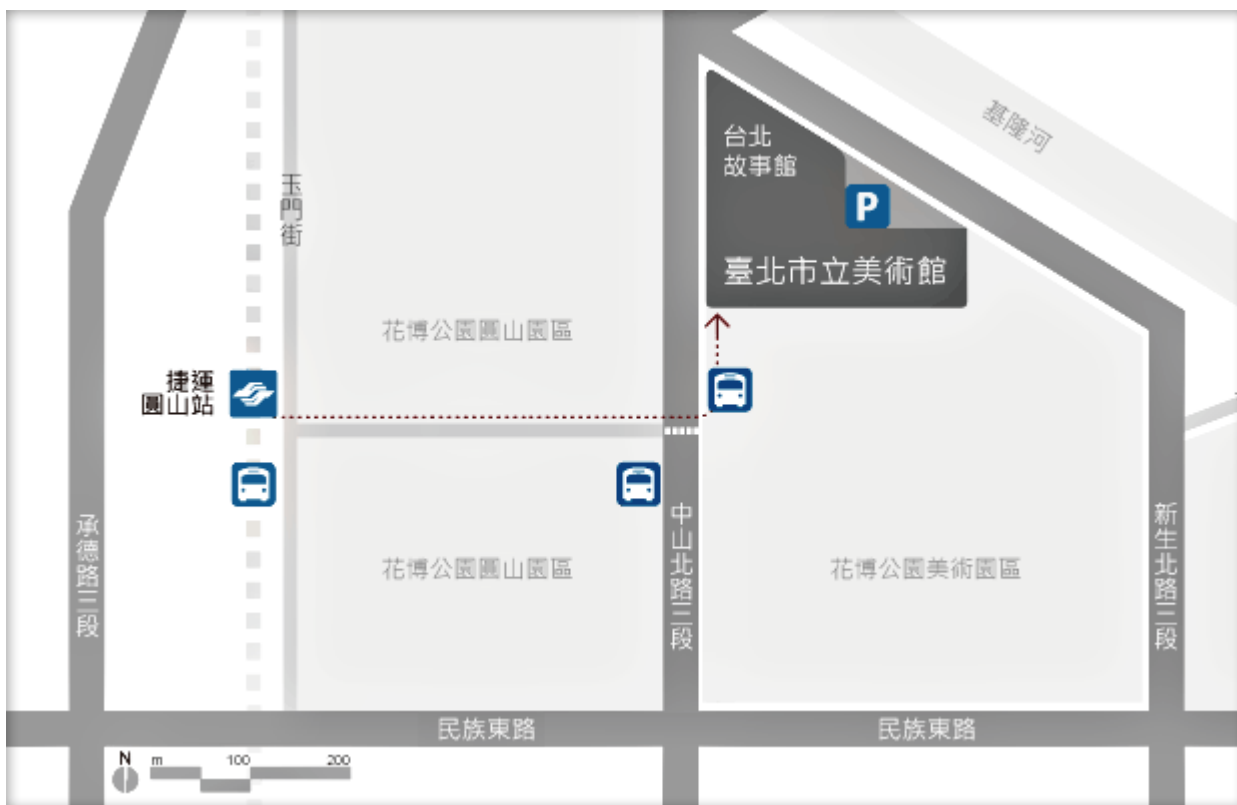 基隆河
台北
故事館
P
臺北市立美術館
玉門街
花博公園圓山園區
捷運
圓山站
承德路三段
中山北路三段
新生北路三段
花博公園圓山園區
花博公園美術園區
民族東路
民族東路
N
m 100 200